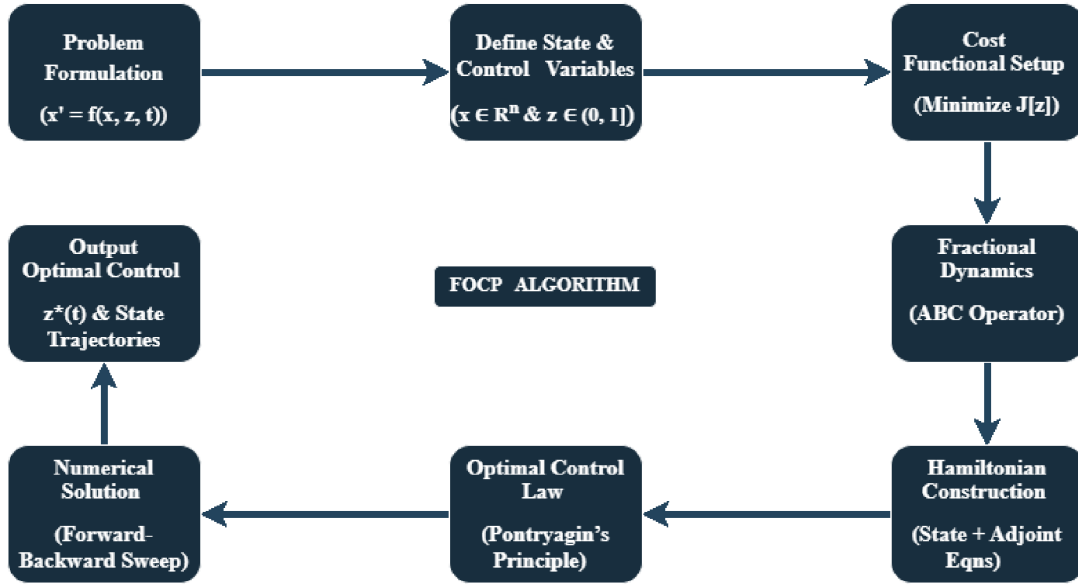 Problem
Formulation
(x' = f(x, z, t))
Define State &
Control Variables
(x ∈ Rⁿ & z ∈ (0, 1])
Cost
Functional Setup
(Minimize J[z])
Output
Optimal Control
z*(t) & State
Trajectories
FOCP ALGORITHM
Fractional
Dynamics
(ABC Operator)
Numerical
Solution
(Forward-
Backward Sweep)
Optimal Control
Law
(Pontryagin's
Principle)
Hamiltonian
Construction
(State + Adjoint
Eqns)